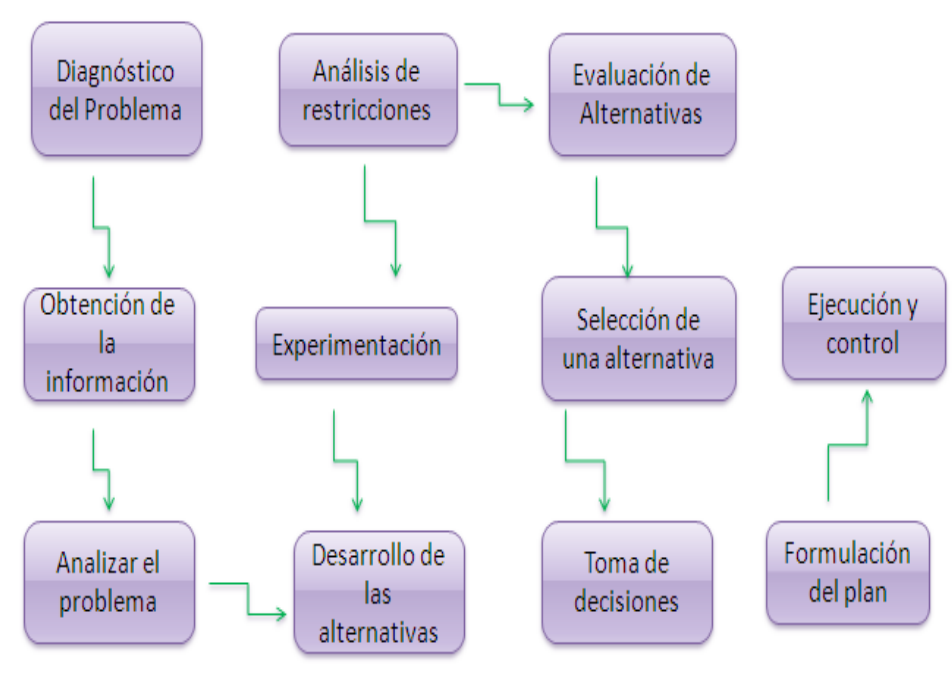 Diagnóstico
del Problema
Obtención de
la
información
Analizar el
problema
Análisis de
restricciones
Experimentación
Desarrollo de
las
alternativas
Evaluación de
Alternativas
Selección de
una alternativa
Toma de
decisiones
Ejecución y
control
Formulación
del plan